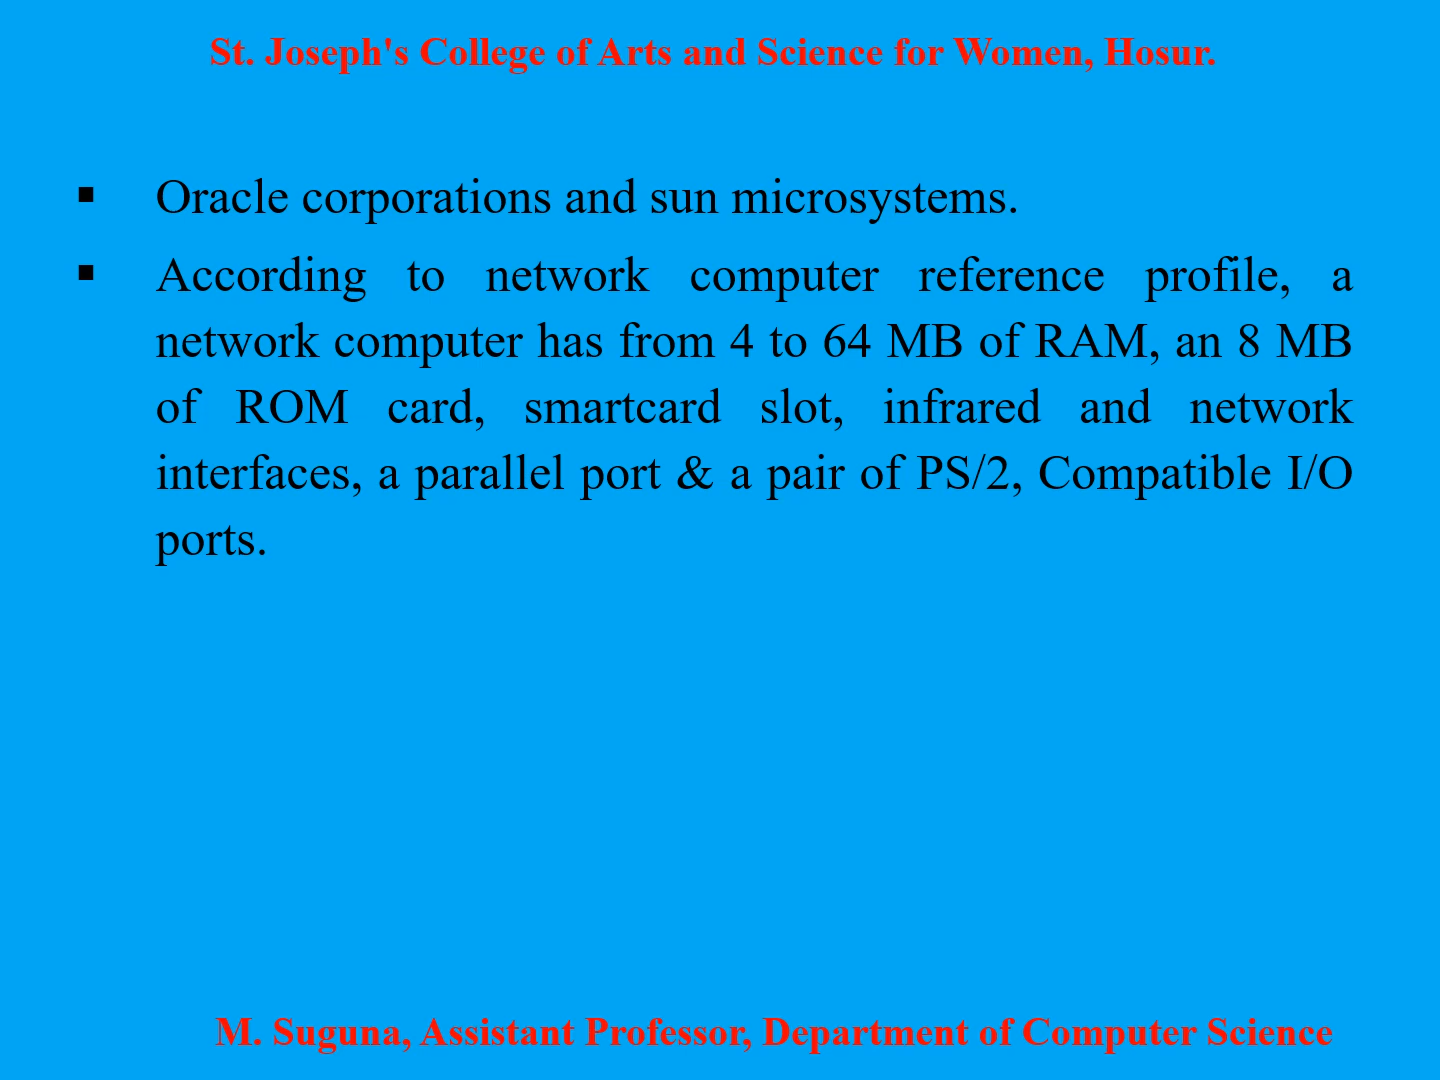 St. Joseph's College of Arts and Science for Women, Hosur.
▪ Oracle corporations and sun microsystems.
▪ According to network computer reference profile, a
network computer has from 4 to 64 MB of RAM, an 8 MB
of ROM card, smartcard slot, infrared and network
interfaces, a parallel port & a pair of PS/2, Compatible I/O
ports.
M. Suguna, Assistant Professor, Department of Computer Science